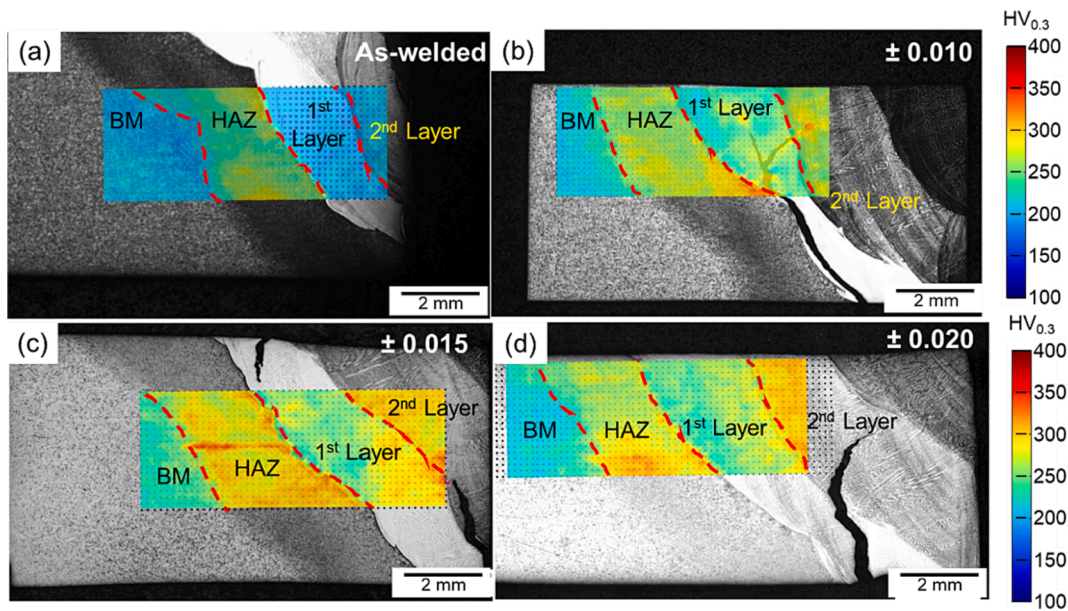 (a)
As-welded
BM
HAZ
1st
Layer
2nd Layer
2 mm
(b)
± 0.010
BM
HAZ
1st Layer
2nd Layer
2 mm
HV0.3
400
350
300
250
200
150
100
(c)
± 0.015
BM
HAZ
1st Layer
2nd Layer
2 mm
(d)
± 0.020
BM
HAZ
1st Layer
2nd Layer
2 mm
HV0.3
400
350
300
250
200
150
100